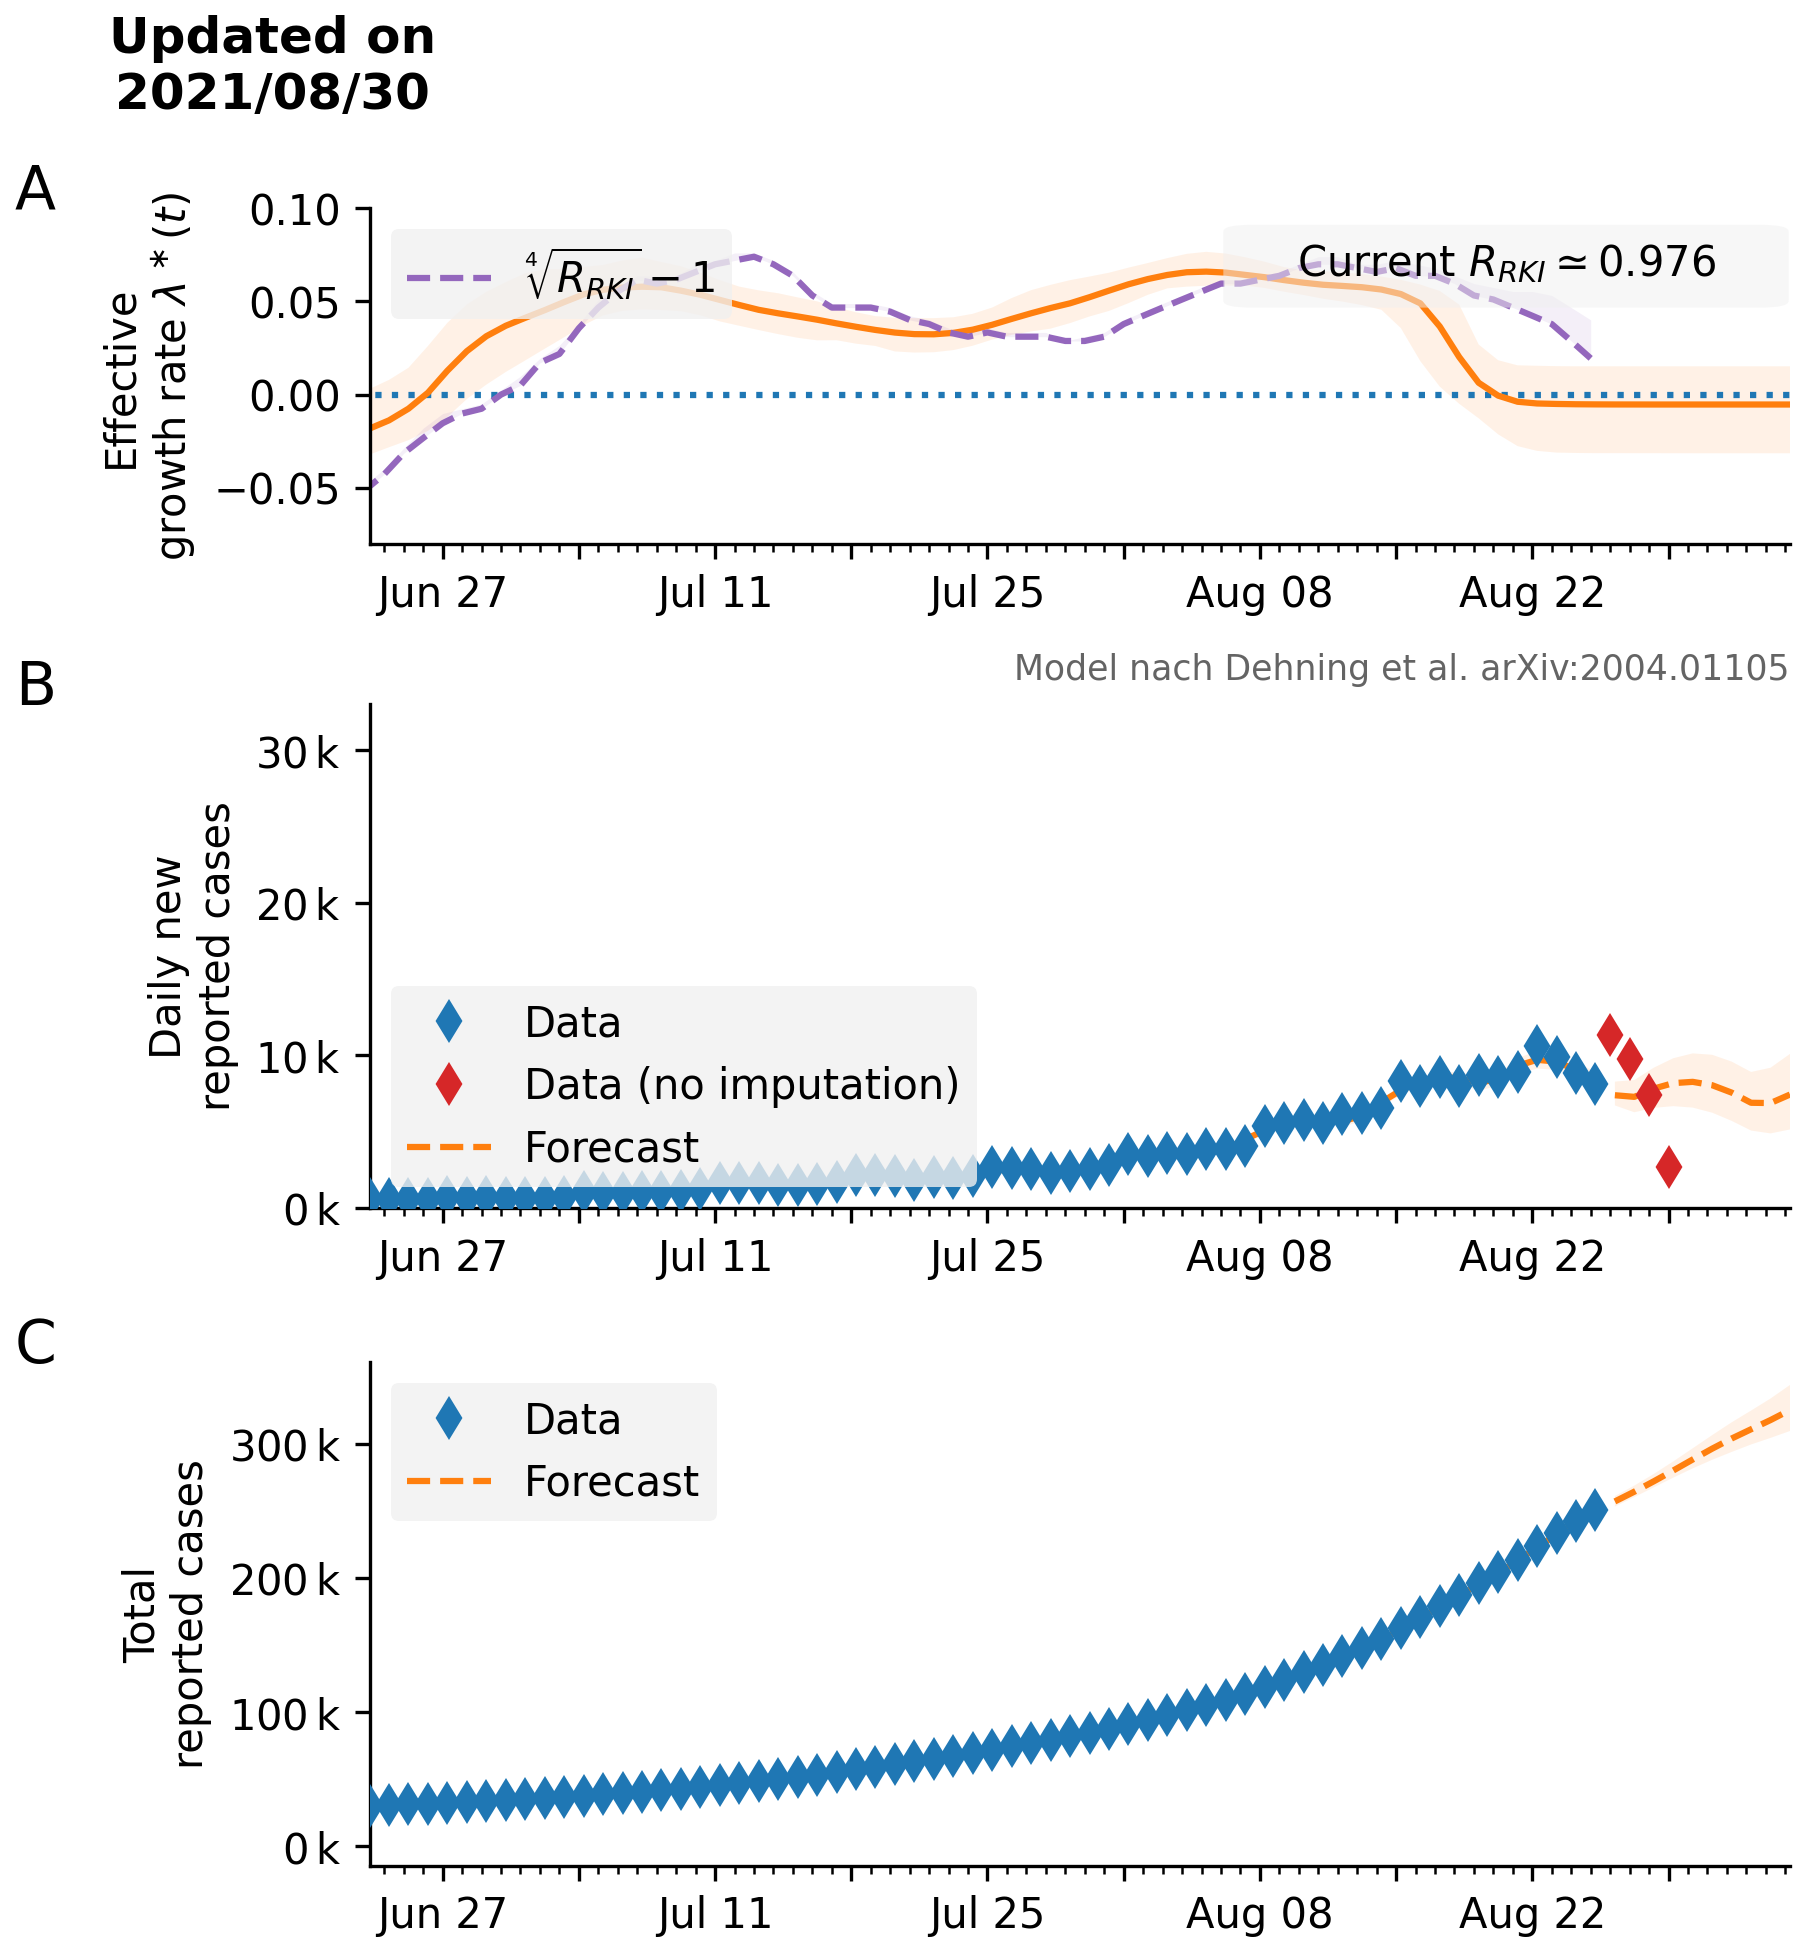 Updated on
2021/08/30
A
Effective
growth rate λ * (t)
0.10
0.05
0.00
−0.05
∜R_RKI − 1
Current R_RKI ≃ 0.976
Jun 27
Jul 11
Jul 25
Aug 08
Aug 22
Model nach Dehning et al. arXiv:2004.01105
B
Daily new
reported cases
30 k
20 k
10 k
0 k
Data
Data (no imputation)
Forecast
Jun 27
Jul 11
Jul 25
Aug 08
Aug 22
C
Total
reported cases
300 k
200 k
100 k
0 k
Data
Forecast
Jun 27
Jul 11
Jul 25
Aug 08
Aug 22